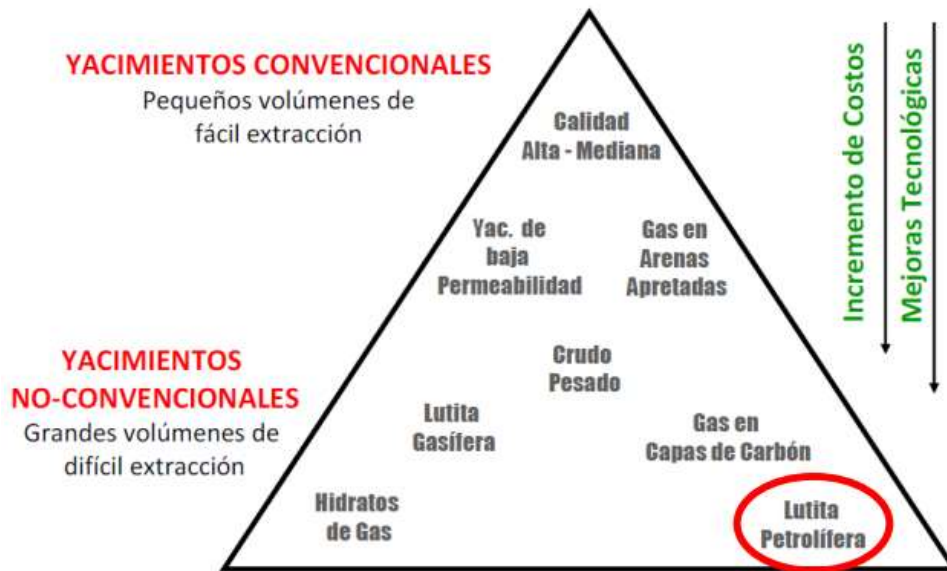 YACIMIENTOS CONVENCIONALES
Pequeños volúmenes de
fácil extracción
Calidad
Alta - Mediana
Yac. de
baja
Permeabilidad
Gas en
Arenas
Apretadas
Crudo
Pesado
YACIMIENTOS
NO-CONVENCIONALES
Grandes volúmenes de
difícil extracción
Lutita
Gasífera
Gas en
Capas de Carbón
Hidratos
de Gas
Lutita
Petrolífera
Incremento de Costos
Mejoras Tecnológicas